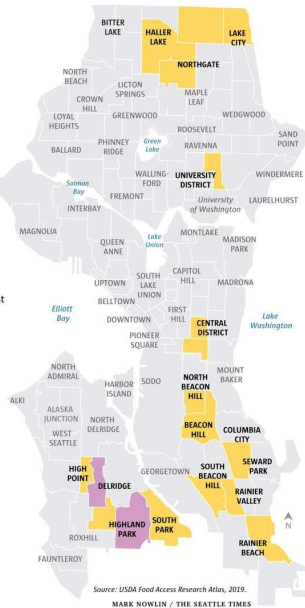 BITTER
LAKE
HALLER
LAKE
LAKE
CITY
NORTHGATE
NORTH
BEACH
LICTON
SPRINGS
MAPLE
LEAF
CROWN
HILL
GREENWOOD
WEDGWOOD
LOYAL
HEIGHTS
ROOSEVELT
SAND
POINT
BALLARD
PHINNEY
RIDGE
Green
Lake
RAVENNA
WALLING-
FORD
UNIVERSITY
DISTRICT
WINDERMERE
Salmon
Bay
FREMONT
University
of Washington
LAURELHURST
INTERBAY
MAGNOLIA
QUEEN
ANNE
Lake
Union
MONTLAKE
MADISON
PARK
UPTOWN
SOUTH
LAKE
UNION
CAPITOL
HILL
MADRONA
st
BELLTOWN
Elliott
Bay
DOWNTOWN
FIRST
HILL
CENTRAL
DISTRICT
Lake
Washington
PIONEER
SQUARE
NORTH
ADMIRAL
HARBOR
ISLAND
SODO
NORTH
BEACON
HILL
MOUNT
BAKER
ALKI
ALASKA
JUNCTION
NORTH
DELRIDGE
WEST
SEATTLE
BEACON
HILL
COLUMBIA
CITY
HIGH
POINT
DELRIDGE
GEORGETOWN
SOUTH
BEACON
HILL
SEWARD
PARK
RAINIER
VALLEY
HIGHLAND
PARK
SOUTH
PARK
N
ROXHILL
RAINIER
BEACH
FAUNTLEROY
Source: USDA Food Access Research Atlas, 2019.
MARK NOWLIN / THE SEATTLE TIMES